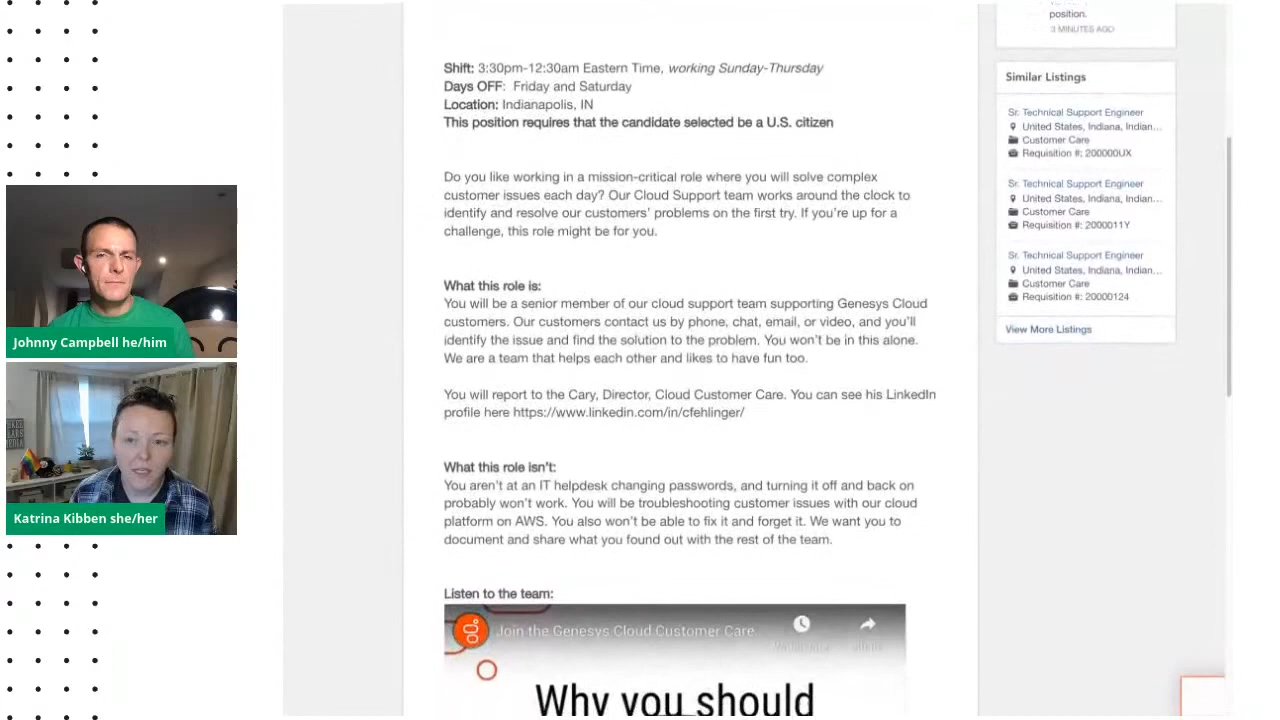 position.
3 MINUTES AGO
Shift: 3:30pm-12:30am Eastern Time, working Sunday-Thursday
Days OFF:  Friday and Saturday
Location: Indianapolis, IN
This position requires that the candidate selected be a U.S. citizen
Do you like working in a mission-critical role where you will solve complex
customer issues each day? Our Cloud Support team works around the clock to
identify and resolve our customers' problems on the first try. If you're up for a
challenge, this role might be for you.
What this role is:
You will be a senior member of our cloud support team supporting Genesys Cloud
customers. Our customers contact us by phone, chat, email, or video, and you'll
identify the issue and find the solution to the problem. You won't be in this alone.
We are a team that helps each other and likes to have fun too.
You will report to the Cary, Director, Cloud Customer Care. You can see his LinkedIn
profile here https://www.linkedin.com/in/cfehlinger/
What this role isn't:
You aren't at an IT helpdesk changing passwords, and turning it off and back on
probably won't work. You will be troubleshooting customer issues with our cloud
platform on AWS. You also won't be able to fix it and forget it. We want you to
document and share what you found out with the rest of the team.
Listen to the team:
Join the Genesys Cloud Customer Care
Why you should
Similar Listings
Sr. Technical Support Engineer
United States, Indiana, Indian...
Customer Care
Requisition #: 200000UX
Sr. Technical Support Engineer
United States, Indiana, Indian...
Customer Care
Requisition #: 2000011Y
Sr. Technical Support Engineer
United States, Indiana, Indian...
Customer Care
Requisition #: 20000124
View More Listings
Johnny Campbell he/him
Katrina Kibben she/her